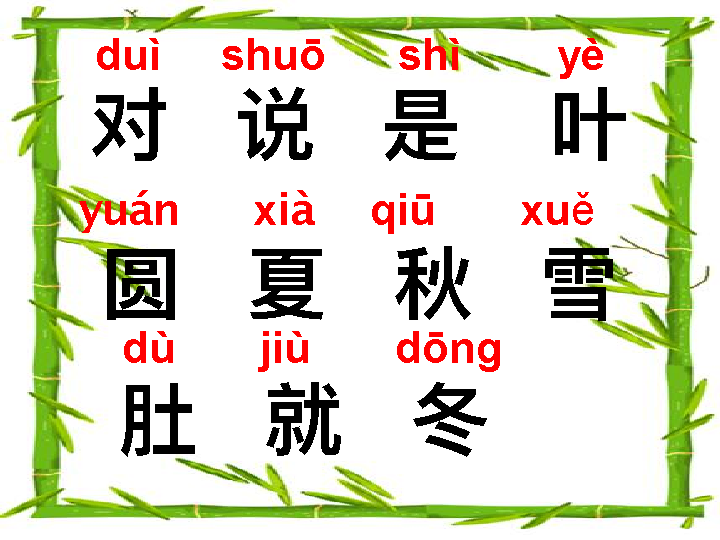 duì shuō shì yè
对 说 是 叶
yuán xià qiū xuě
圆 夏 秋 雪
dù jiù dōng
肚 就 冬